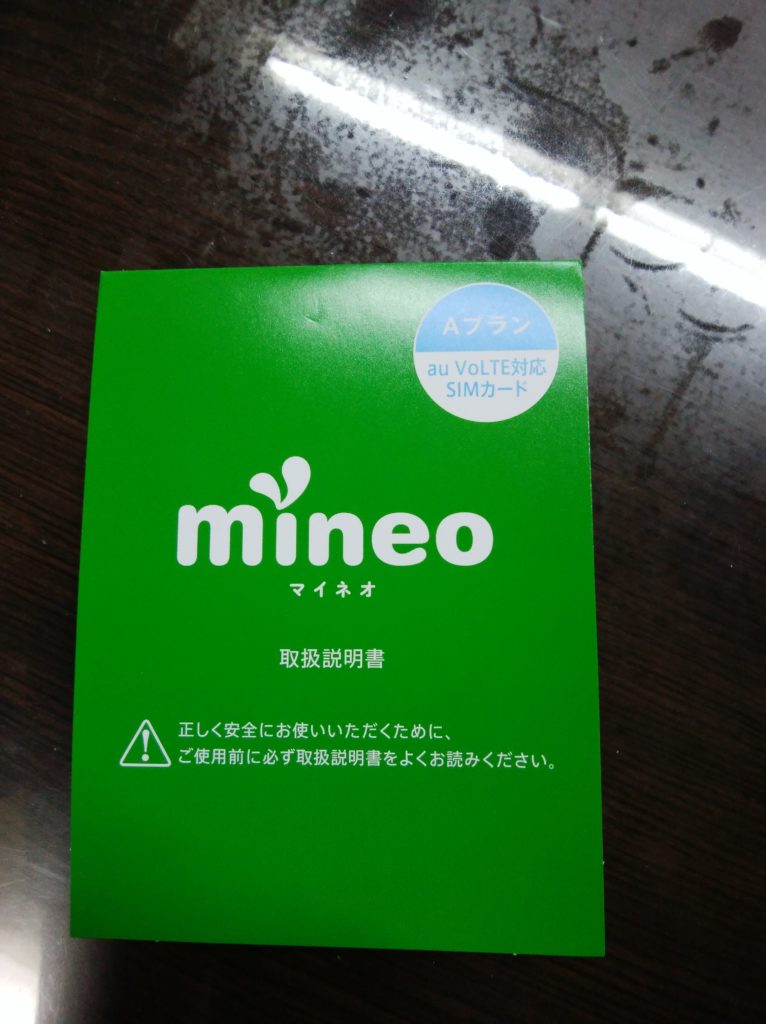 Aプラン
au VoLTE対応
SIMカード
mineo
マイネオ
取扱説明書
正しく安全にお使いいただくために、
ご使用前に必ず取扱説明書をよくお読みください。